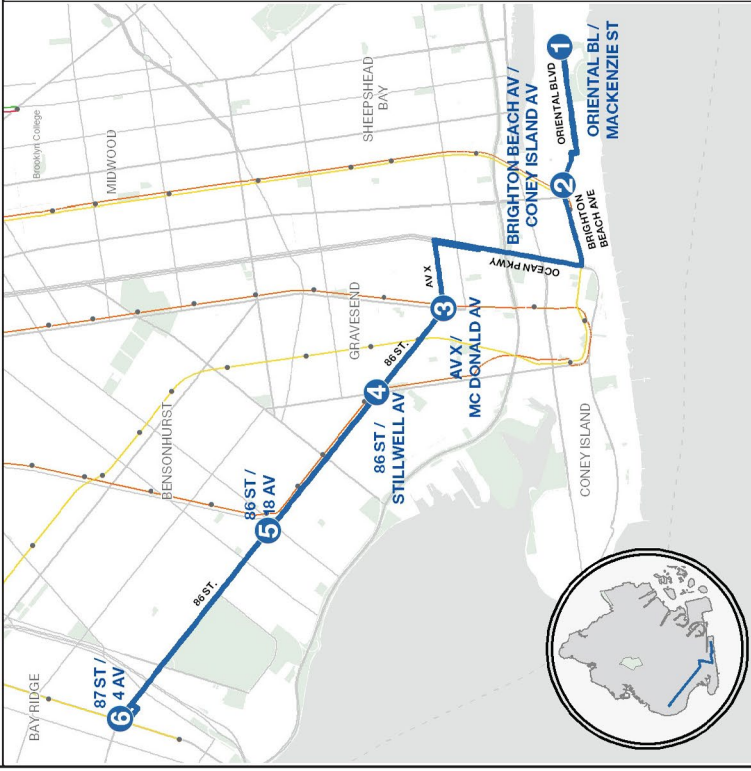 BAY RIDGE
6
87 ST /
4 AV
86 ST.
BENSONHURST
5
86 ST /
18 AV
4
86 ST /
STILLWELL AV
86 ST.
GRAVESEND
3
AV X /
MC DONALD AV
AV X
OCEAN PKWY
Brooklyn College
MIDWOOD
SHEEPSHEAD
BAY
BRIGHTON BEACH AV /
CONEY ISLAND AV
2
BRIGHTON
BEACH AVE
ORIENTAL BLVD
1
ORIENTAL BL /
MACKENZIE ST
CONEY ISLAND